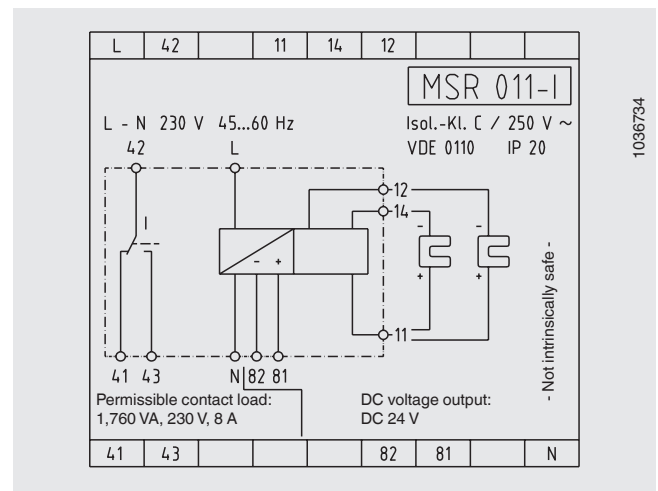 L 42 11 14 12
MSR 011-I
L - N 230 V 45...60 Hz
Isol.-Kl. C / 250 V ~
VDE 0110 IP 20
42 L
12
14
I
- -
- +
+ +
11
41 43 N 82 81
Permissible contact load:
1,760 VA, 230 V, 8 A
DC voltage output:
DC 24 V
- Not intrinsically safe -
41 43 82 81 N
1036734